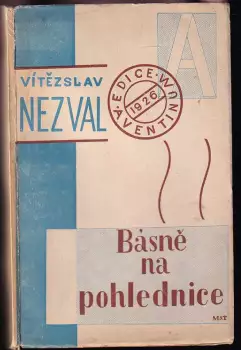 A
VÍTĚZSLAV
NEZVAL
EDICE AVENTINUM
1926
Básně
na
pohlednice